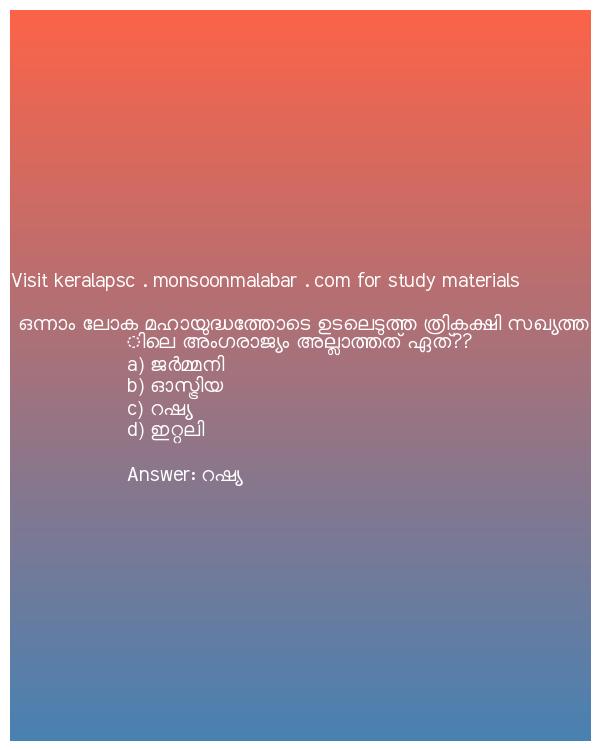 Visit keralapsc . monsoonmalabar . com for study materials
ഒന്നാം ലോക മഹായുദ്ധത്തോടെ ഉടലെടുത്ത ത്രികക്ഷി സഖ്യത്ത
ിലെ അംഗരാജ്യം അല്ലാത്തത് ഏത്??
a) ജർമ്മനി
b) ഓസ്ട്രിയ
c) റഷ്യ
d) ഇറ്റലി
Answer: റഷ്യ